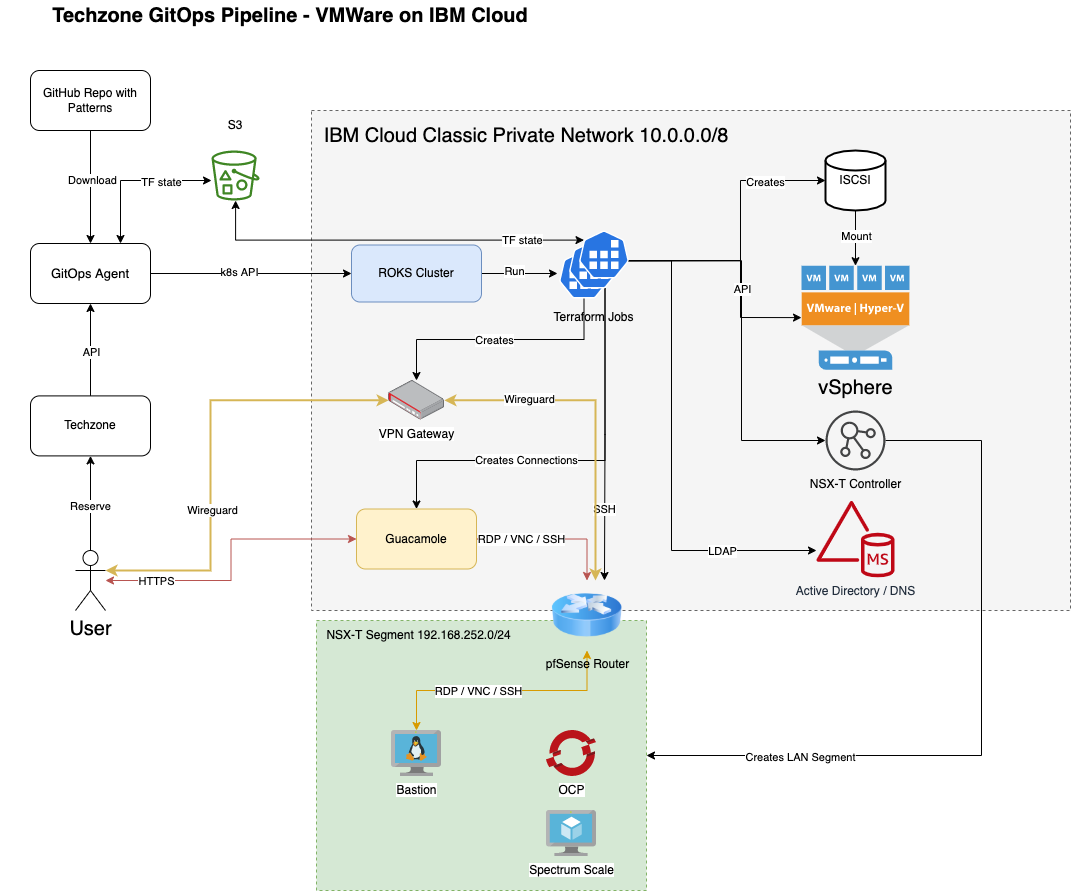 Techzone GitOps Pipeline - VMWare on IBM Cloud
GitHub Repo with
Patterns
S3
IBM Cloud Classic Private Network 10.0.0.0/8
Download
TF state
Creates
ISCSI
TF state
Mount
GitOps Agent
k8s API
ROKS Cluster
Run
VM
VM
VM
VM
API
VMware | Hyper-V
Terraform Jobs
Creates
API
vSphere
Wireguard
Techzone
VPN Gateway
Creates Connections
NSX-T Controller
Reserve
Wireguard
SSH
Guacamole
RDP / VNC / SSH
LDAP
MS
HTTPS
Active Directory / DNS
User
NSX-T Segment 192.168.252.0/24
pfSense Router
RDP / VNC / SSH
Creates LAN Segment
Bastion
OCP
Spectrum Scale